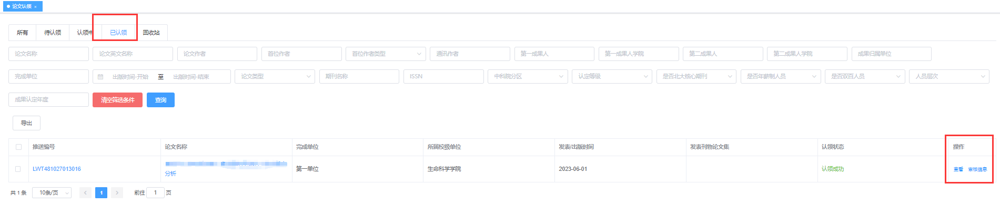 论文认领 ×
所有 待认领 认领中 已认领 回收站
论文名称 论文英文名称 论文作者 首位作者 首位作者类型 通讯作者 第一成果人 第一成果人学院 第二成果人 第二成果人学院 成果归属单位
完成单位 出版时间-开始 至 出版时间-结束 论文类型 期刊名称 ISSN 中科院分区 认定等级 是否北大核心期刊 是否年薪制人员 是否双百人员 人员层次
成果认定年度 清空筛选条件 查询
导出
推送编号 论文名称 完成单位 所属校级单位 发表/出版时间 发表刊物论文集 认领状态 操作
LWT481027013016 分析 第一单位 生命科学学院 2023-06-01 认领成功 查看 审核信息
共 1 条 10条/页 1 前往 1 页